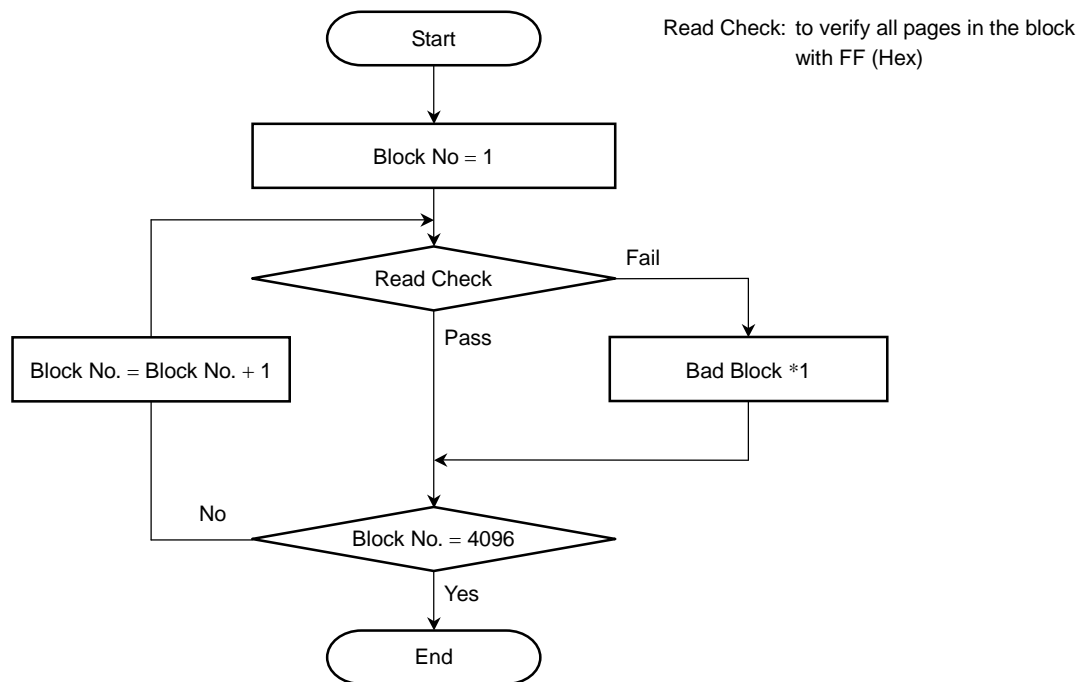 Start
Read Check: to verify all pages in the block
with FF (Hex)
Block No = 1
Read Check
Fail
Pass
Block No. = Block No. + 1
Bad Block *1
No
Block No. = 4096
Yes
End